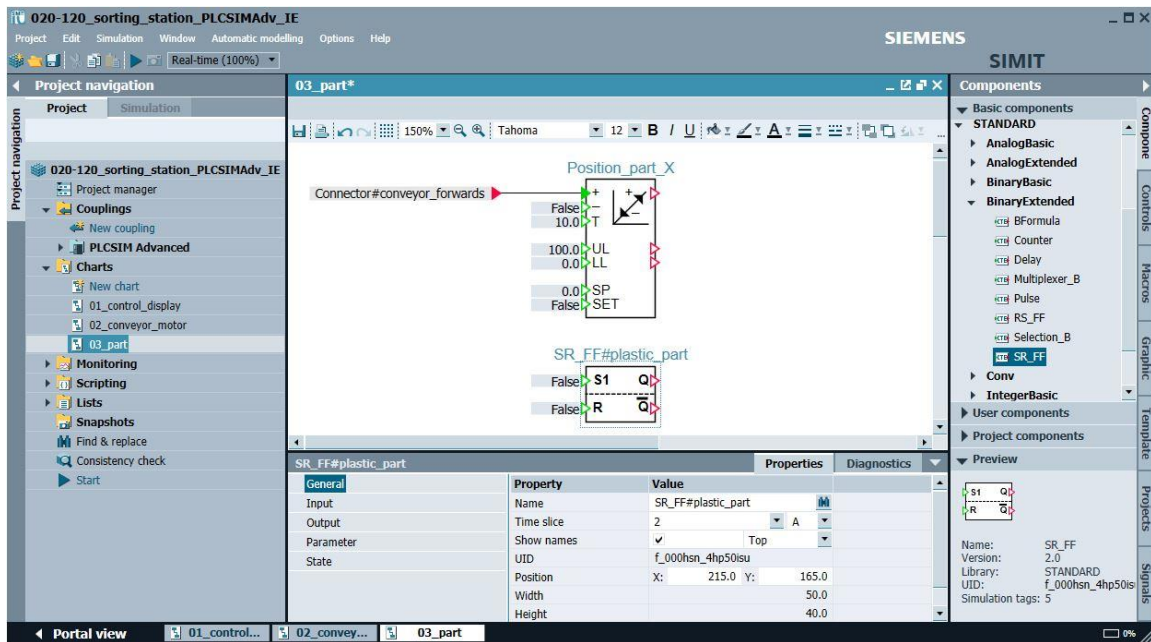 020-120_sorting_station_PLCSIMAdv_IE
Project Edit Simulation Window Automatic modelling Options Help
SIEMENS
SIMIT
Real-time (100%)
Project navigation
Project navigation
Project Simulation
020-120_sorting_station_PLCSIMAdv_IE
Project manager
Couplings
New coupling
PLCSIM Advanced
Charts
New chart
01_control_display
02_conveyor_motor
03_part
Monitoring
Scripting
Lists
Snapshots
Find & replace
Consistency check
Start
03_part*
150% Tahoma 12 B I U A
Position_part_X
Connector#conveyor_forwards
+
False −
10.0 T
+
−
100.0 UL
0.0 LL
0.0 SP
False SET
SR_FF#plastic_part
False S1 Q
False R Q̅
SR_FF#plastic_part
Properties Diagnostics
General
Input
Output
Parameter
State
Property Value
Name SR_FF#plastic_part
Time slice 2 A
Show names Top
UID f_000hsn_4hp50isu
Position X: 215.0 Y: 165.0
Width 50.0
Height 40.0
Components
Basic components
STANDARD
AnalogBasic
AnalogExtended
BinaryBasic
BinaryExtended
BFormula
Counter
Delay
Multiplexer_B
Pulse
RS_FF
Selection_B
SR_FF
Conv
IntegerBasic
User components
Project components
Preview
S1 Q
R Q̅
Name: SR_FF
Version: 2.0
Library: STANDARD
UID: f_000hsn_4hp50is
Simulation tags: 5
Compone
Controls
Macros
Graphic
Template
Projects
Signals
Portal view
01_control...
02_convey...
03_part
0%